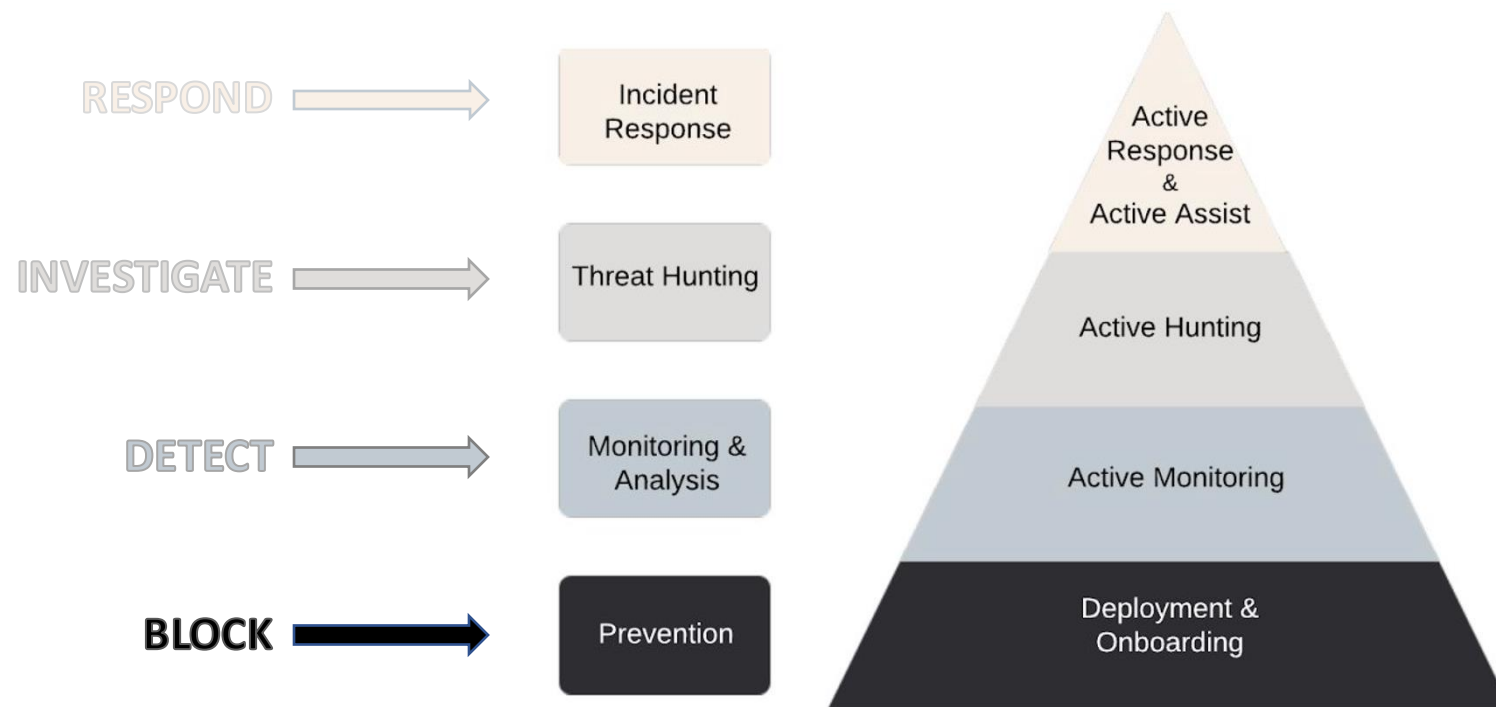 RESPOND
Incident
Response
Active
Response
&
Active Assist
INVESTIGATE
Threat Hunting
Active Hunting
DETECT
Monitoring &
Analysis
Active Monitoring
BLOCK
Prevention
Deployment &
Onboarding